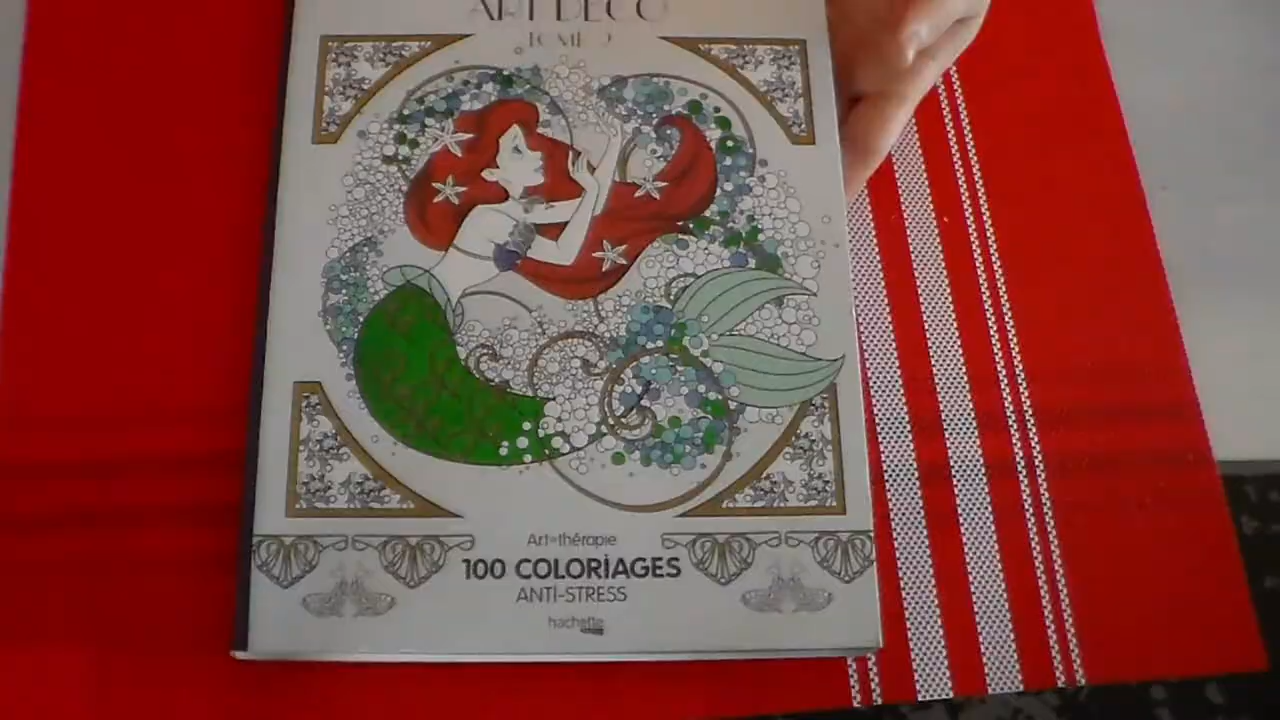 ART DECO
TOME 2
Art-thérapie
100 COLORIAGES
ANTI-STRESS
hachette